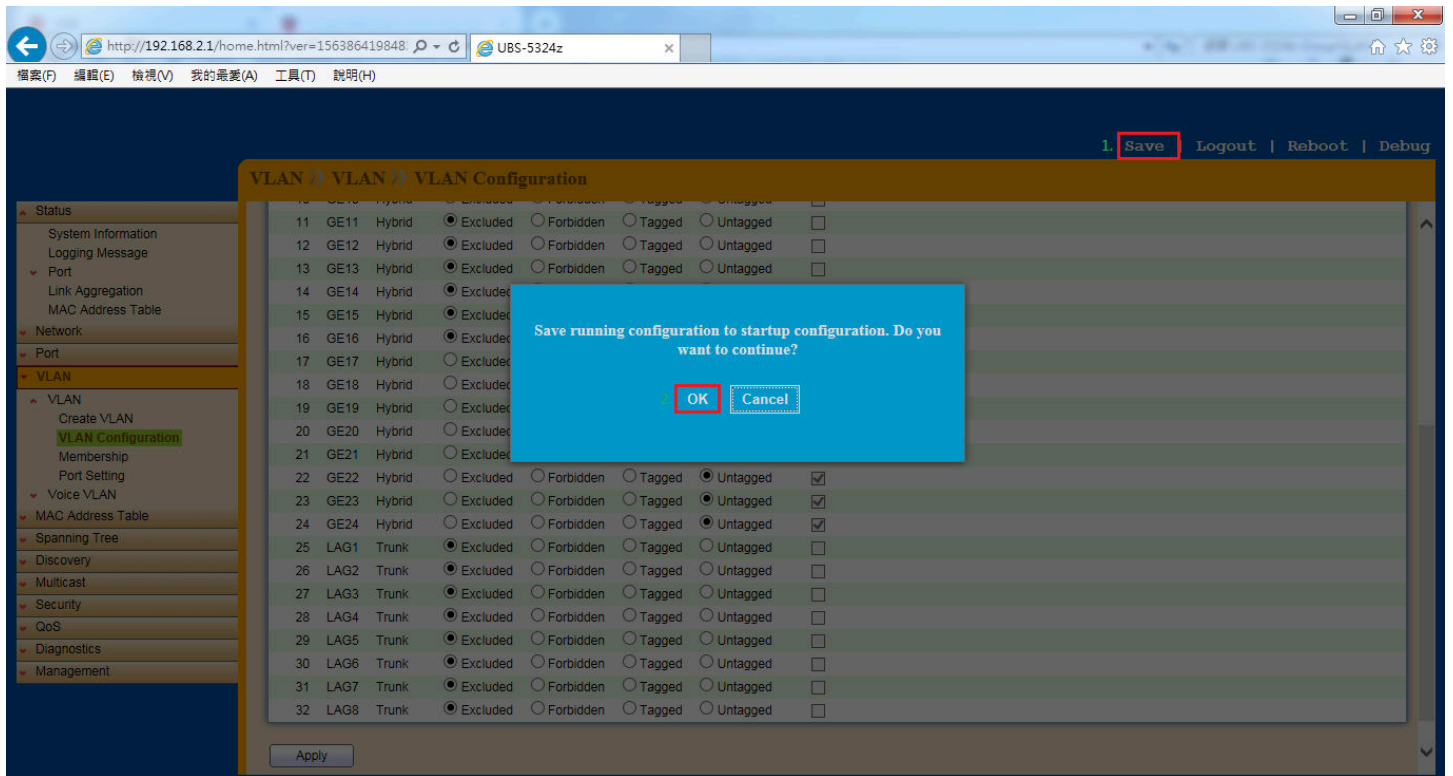 http://192.168.2.1/home.html?ver=156386419848
UBS-5324z
檔案(F) 編輯(E) 檢視(V) 我的最愛(A) 工具(T) 說明(H)
1. Save | Logout | Reboot | Debug
VLAN » VLAN » VLAN Configuration
Status
System Information
Logging Message
Port
Link Aggregation
MAC Address Table
Network
Port
VLAN
VLAN
Create VLAN
VLAN Configuration
Membership
Port Setting
Voice VLAN
MAC Address Table
Spanning Tree
Discovery
Multicast
Security
QoS
Diagnostics
Management
11 GE11 Hybrid Excluded Forbidden Tagged Untagged
12 GE12 Hybrid Excluded Forbidden Tagged Untagged
13 GE13 Hybrid Excluded Forbidden Tagged Untagged
14 GE14 Hybrid
15 GE15 Hybrid
16 GE16 Hybrid
17 GE17 Hybrid
18 GE18 Hybrid
19 GE19 Hybrid
20 GE20 Hybrid
21 GE21 Hybrid
22 GE22 Hybrid Excluded Forbidden Tagged Untagged
23 GE23 Hybrid Excluded Forbidden Tagged Untagged
24 GE24 Hybrid Excluded Forbidden Tagged Untagged
25 LAG1 Trunk Excluded Forbidden Tagged Untagged
26 LAG2 Trunk Excluded Forbidden Tagged Untagged
27 LAG3 Trunk Excluded Forbidden Tagged Untagged
28 LAG4 Trunk Excluded Forbidden Tagged Untagged
29 LAG5 Trunk Excluded Forbidden Tagged Untagged
30 LAG6 Trunk Excluded Forbidden Tagged Untagged
31 LAG7 Trunk Excluded Forbidden Tagged Untagged
32 LAG8 Trunk Excluded Forbidden Tagged Untagged
Save running configuration to startup configuration. Do you
want to continue?
2. OK Cancel
Apply